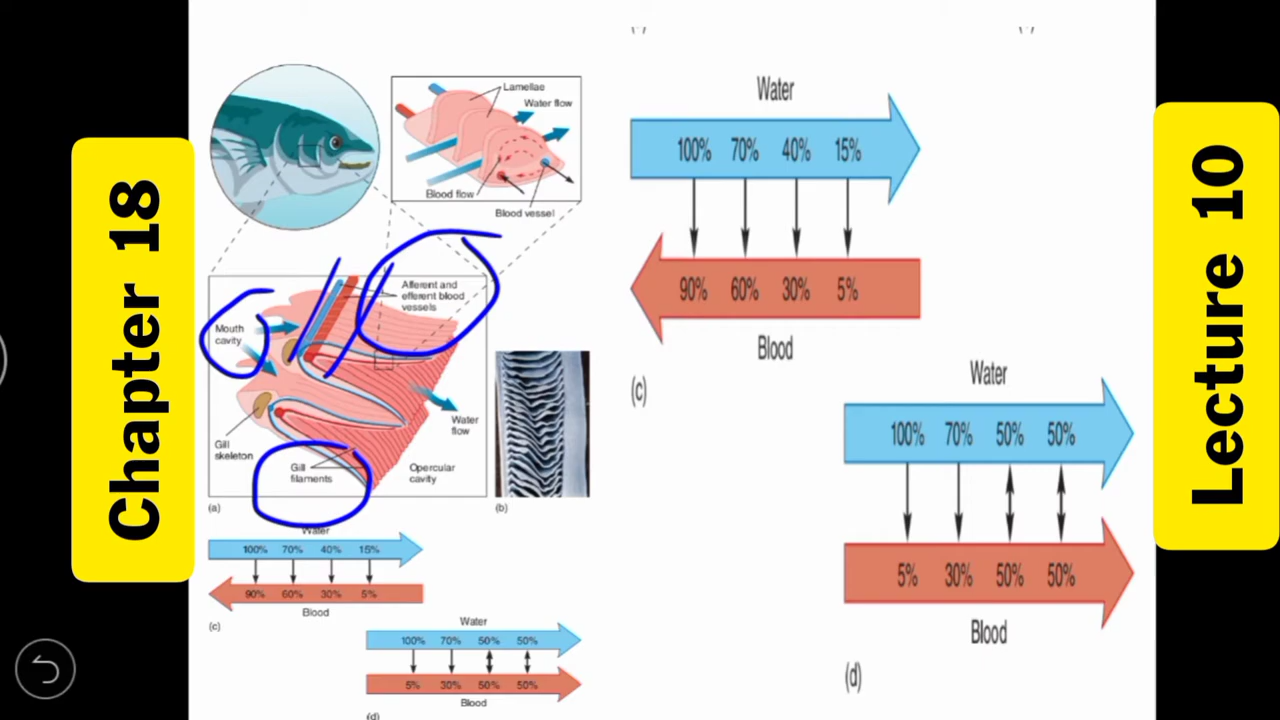 Chapter 18
Lamellae
Water flow
Blood flow
Blood vessel
Afferent and
efferent blood
vessels
Mouth
cavity
Water
flow
Gill
skeleton
Gill
filaments
Opercular
cavity
(a)
(b)
Water
100% 70% 40% 15%
90% 60% 30% 5%
Blood
(c)
Water
100% 70% 50% 50%
5% 30% 50% 50%
Blood
(d)
Water
100% 70% 40% 15%
90% 60% 30% 5%
Blood
(c)
Water
100% 70% 50% 50%
5% 30% 50% 50%
Blood
(d)
Lecture 10